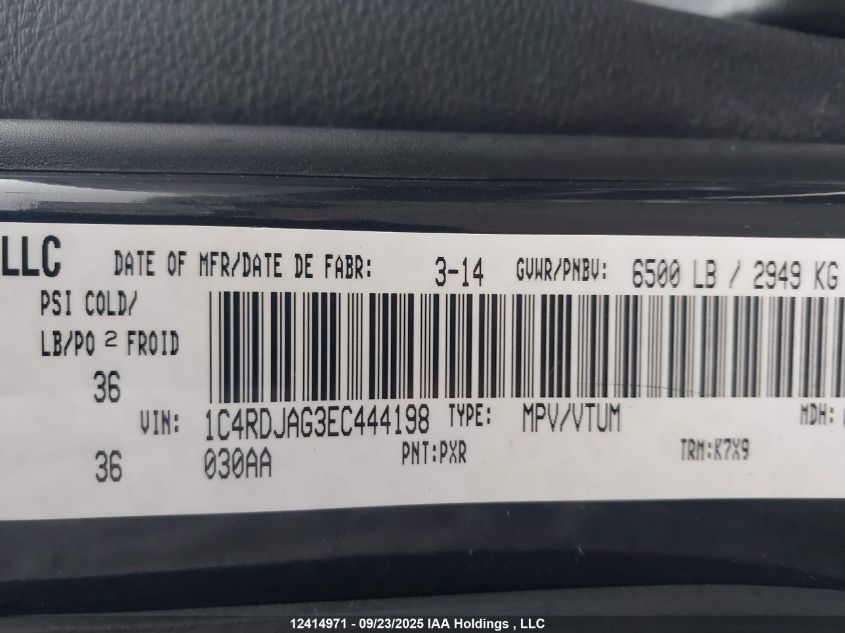 LLC DATE OF MFR/DATE DE FABR: 3-14 GVWR/PNBV: 6500 LB / 2949 KG
PSI COLD/
LB/PO 2 FROID
36
VIN: 1C4RDJAG3EC444198 TYPE: MPV/VTUM MDH:
36 030AA PNT:PXR TRM:K7X9
12414971 - 09/23/2025 IAA Holdings , LLC